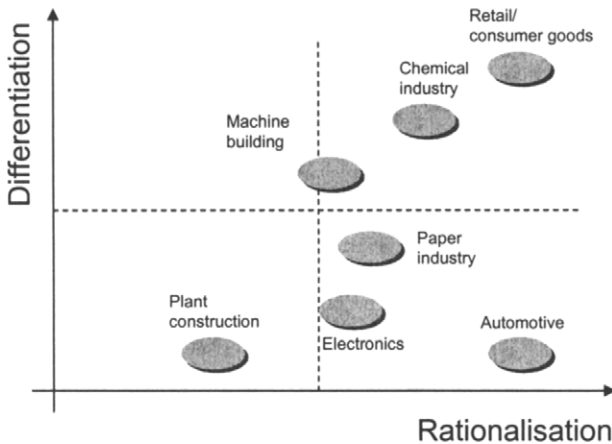 Differentiation
Retail/
consumer goods
Chemical
industry
Machine
building
Paper
industry
Plant
construction
Electronics
Automotive
Rationalisation